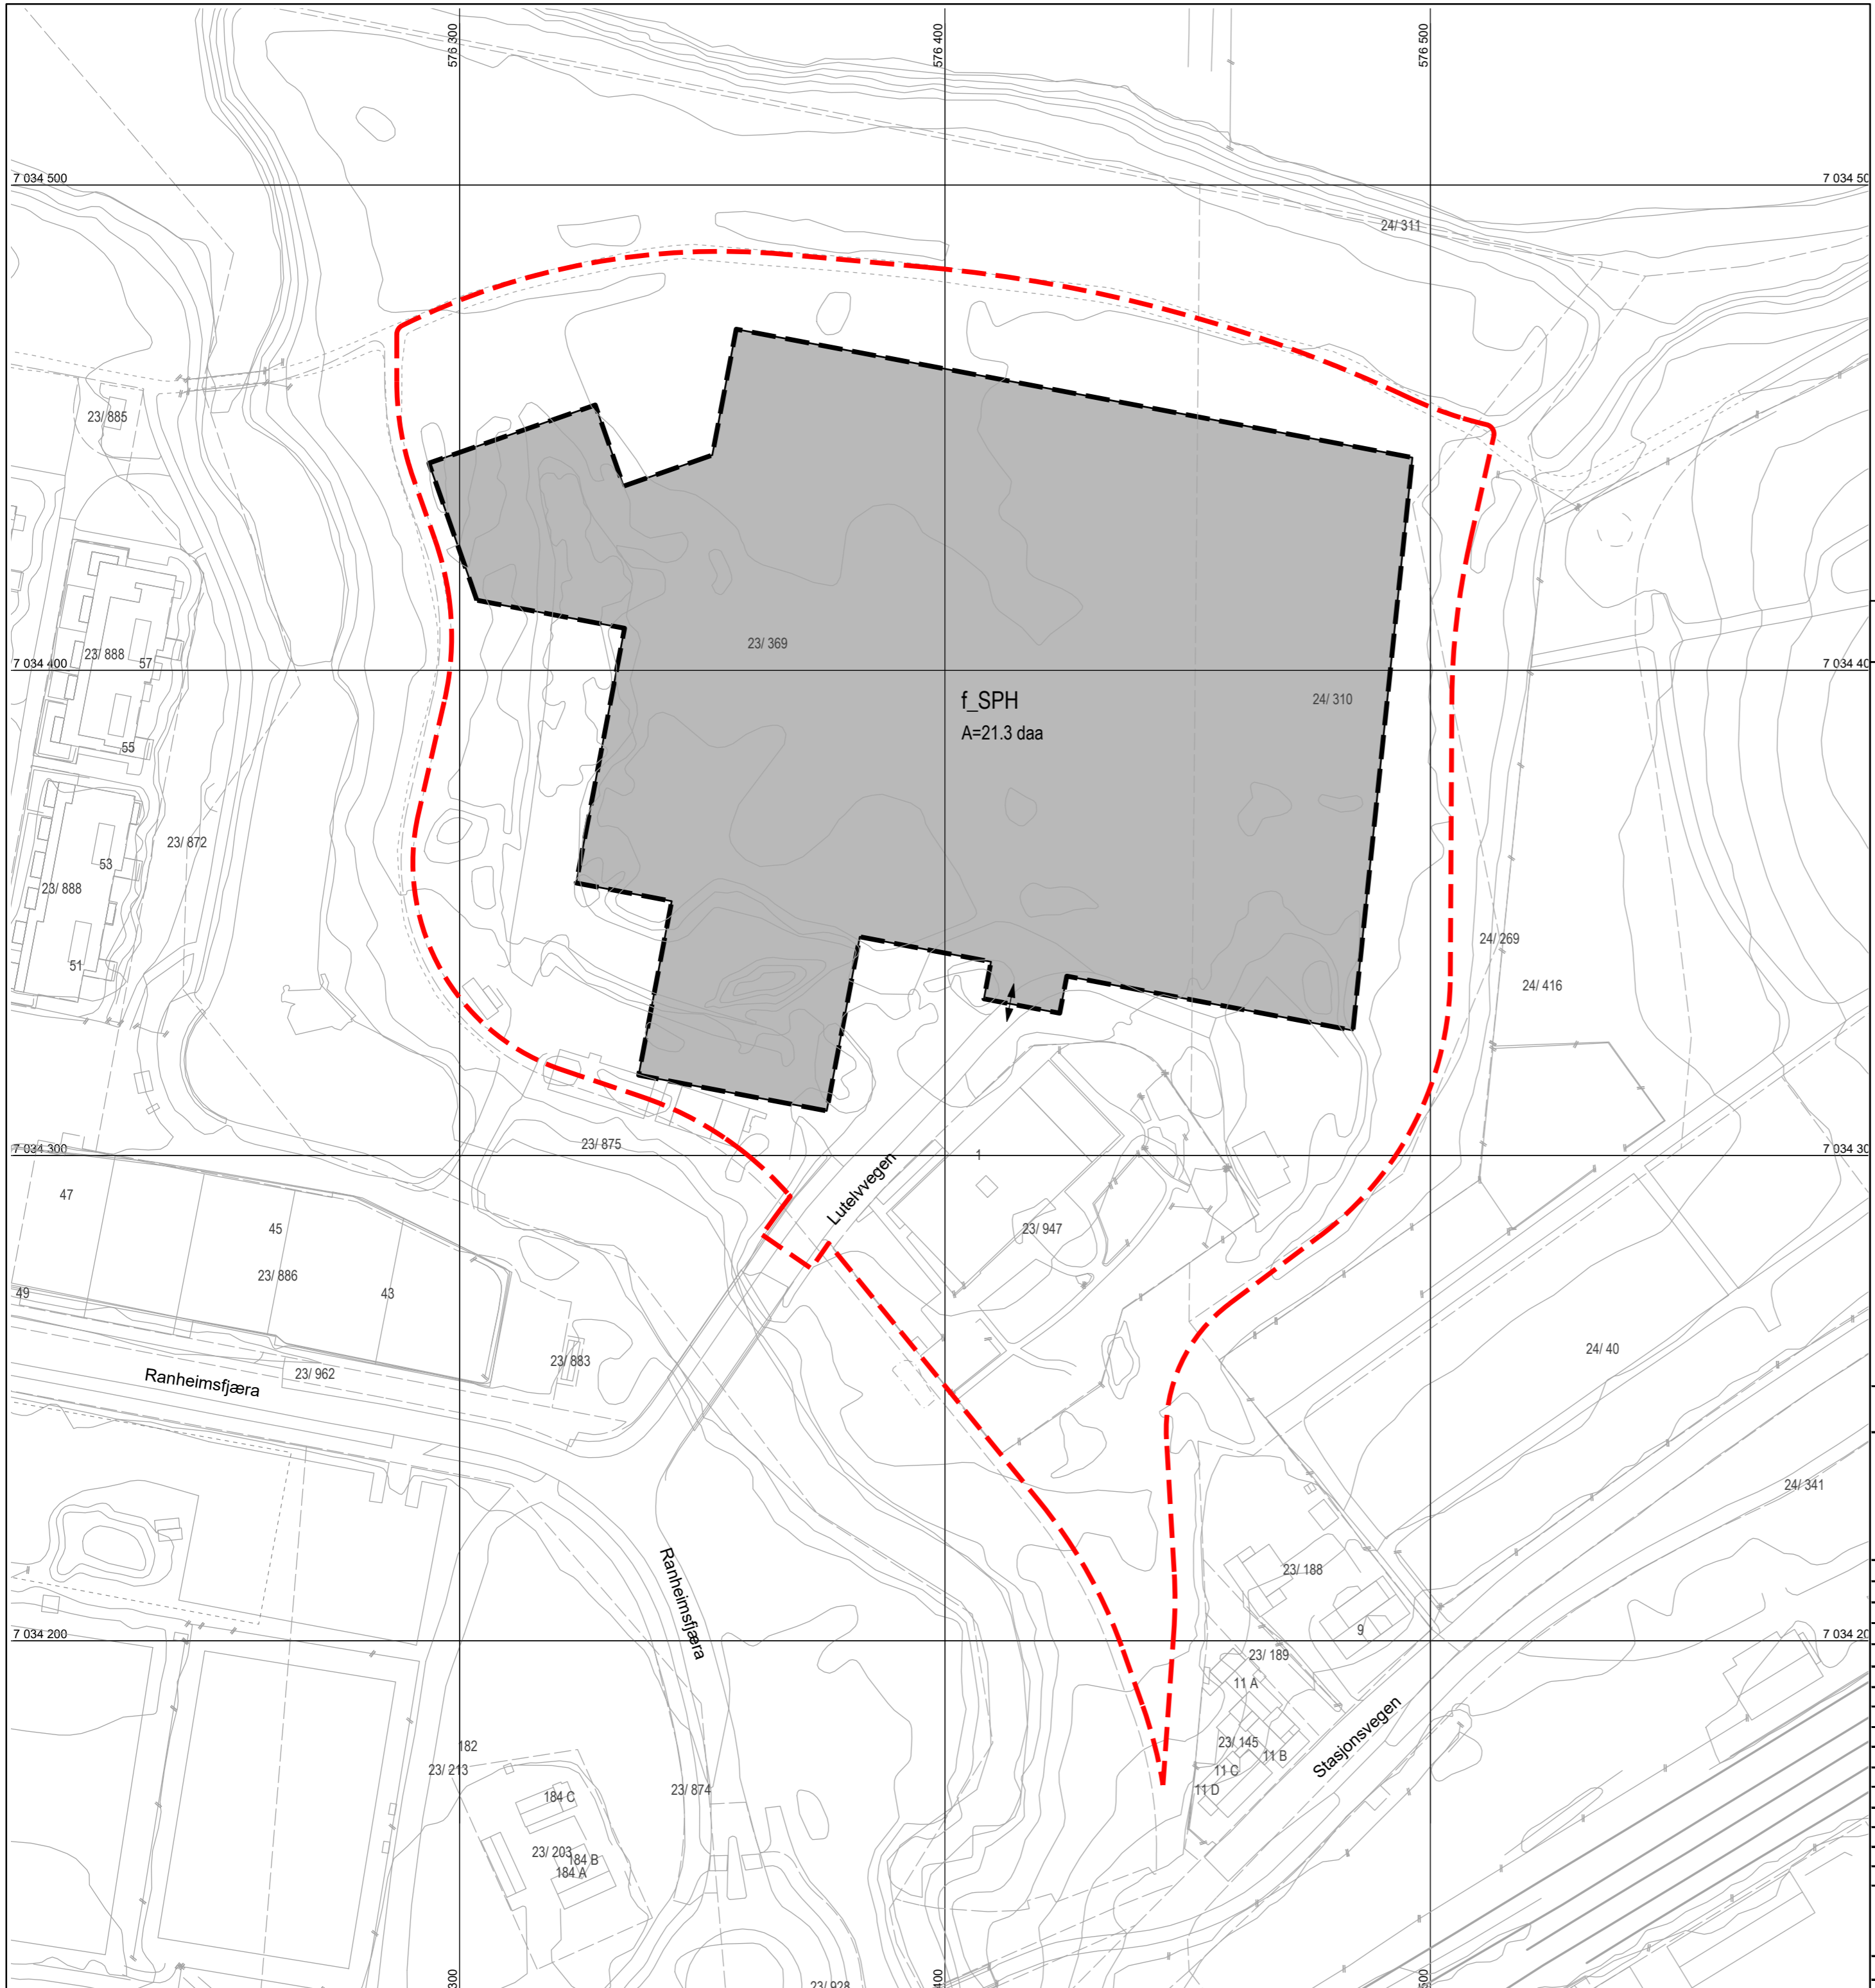 576 300
576 400
576 500
7 034 500
7 034 50
24/ 311
23/ 885
23/ 369
23/ 888
57
7 034 400
7 034 40
f_SPH
24/ 310
A=21.3 daa
55
23/ 872
53
23/ 888
24/ 269
51
24/ 416
7 034 300
23/ 875
1
7 034 30
Lutelvvegen
47
45
23/ 947
23/ 886
49
43
24/ 40
23/ 883
23/ 962
Ranheimsfjæra
24/ 341
Ranheimsfjæra
23/ 188
9
7 034 200
7 034 20
23/ 189
11 A
23/ 145
11 B
Stasjonsvegen
182
23/ 213
11 C
11 D
23/ 874
184 C
23/ 203
184 B
184 A
300
400
500
23/ 928